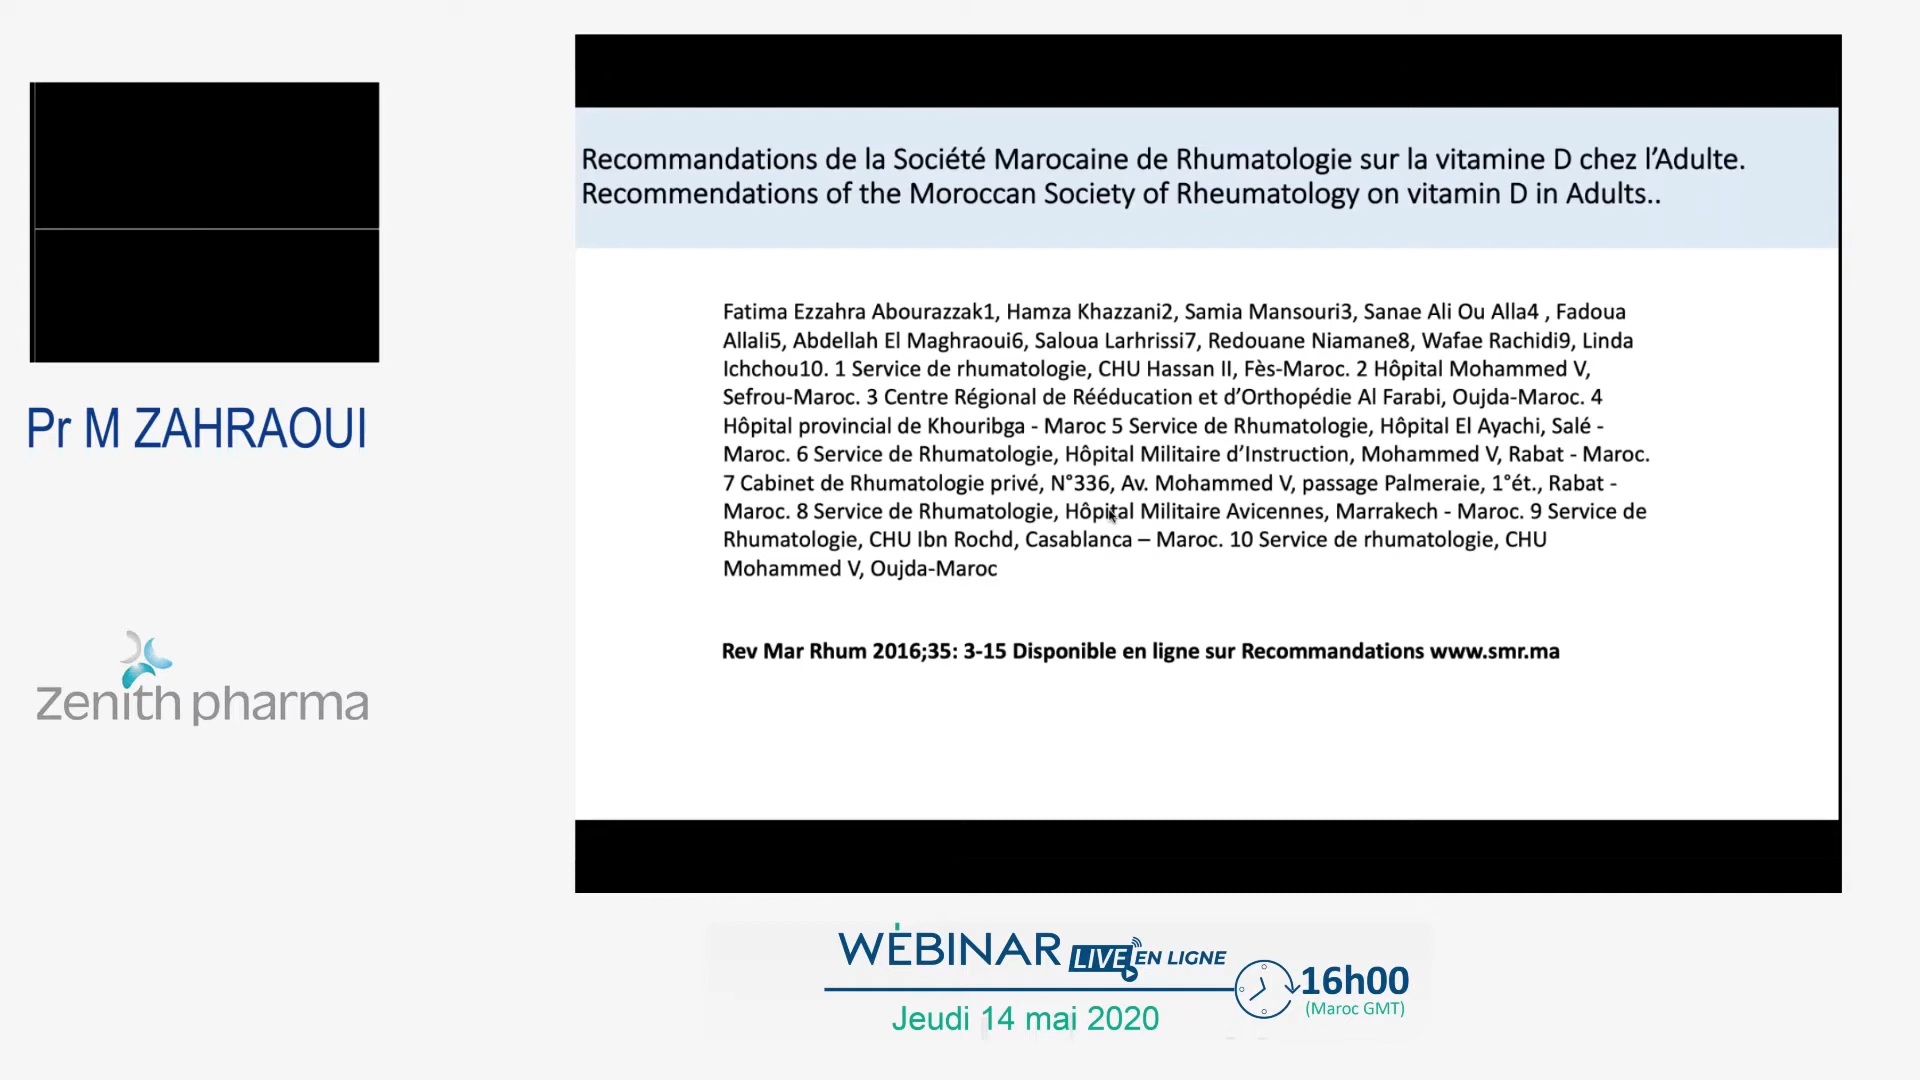 Recommandations de la Société Marocaine de Rhumatologie sur la vitamine D chez l’Adulte.
Recommendations of the Moroccan Society of Rheumatology on vitamin D in Adults..
Fatima Ezzahra Abourazzak1, Hamza Khazzani2, Samia Mansouri3, Sanae Ali Ou Alla4 , Fadoua
Allali5, Abdellah El Maghraoui6, Saloua Larhrissi7, Redouane Niamane8, Wafae Rachidi9, Linda
Ichchou10. 1 Service de rhumatologie, CHU Hassan II, Fès-Maroc. 2 Hôpital Mohammed V,
Sefrou-Maroc. 3 Centre Régional de Rééducation et d’Orthopédie Al Farabi, Oujda-Maroc. 4
Hôpital provincial de Khouribga - Maroc 5 Service de Rhumatologie, Hôpital El Ayachi, Salé -
Maroc. 6 Service de Rhumatologie, Hôpital Militaire d’Instruction, Mohammed V, Rabat - Maroc.
7 Cabinet de Rhumatologie privé, N°336, Av. Mohammed V, passage Palmeraie, 1°ét., Rabat -
Maroc. 8 Service de Rhumatologie, Hôpital Militaire Avicennes, Marrakech - Maroc. 9 Service de
Rhumatologie, CHU Ibn Rochd, Casablanca – Maroc. 10 Service de rhumatologie, CHU
Mohammed V, Oujda-Maroc
Rev Mar Rhum 2016;35: 3-15 Disponible en ligne sur Recommandations www.smr.ma
Pr M ZAHRAOUI
Zenith pharma
WEBINAR LIVE EN LIGNE
16h00
(Maroc GMT)
Jeudi 14 mai 2020